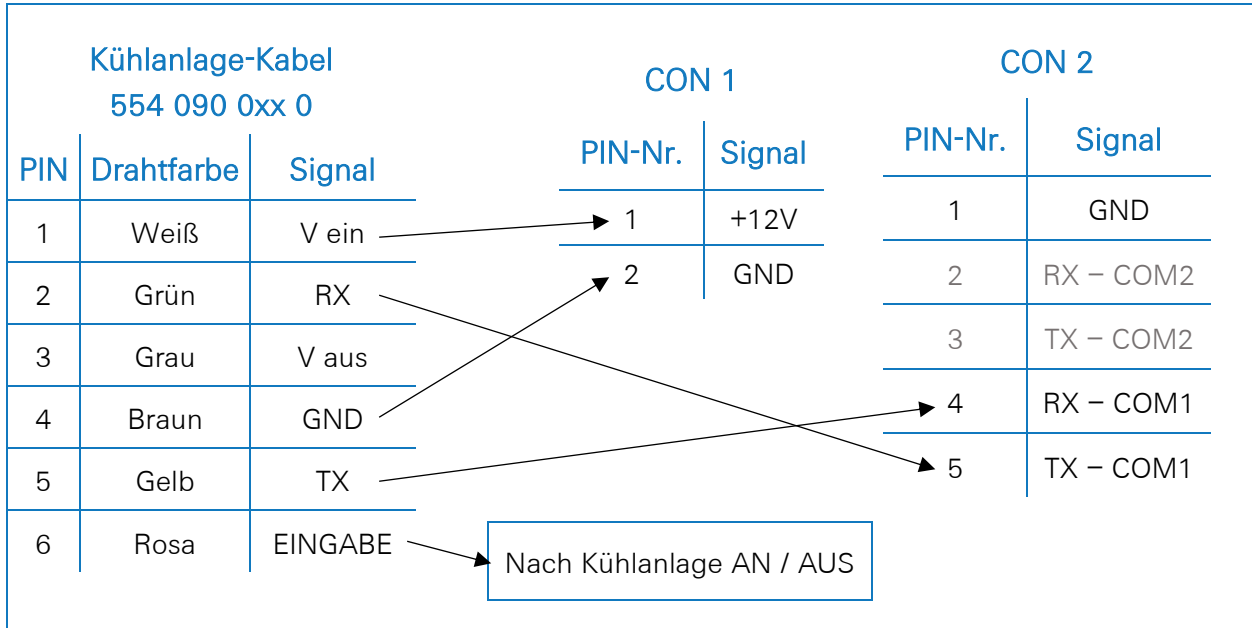 Kühlanlage-Kabel
554 090 0xx 0
PIN Drahtfarbe Signal
1 Weiß V ein
2 Grün RX
3 Grau V aus
4 Braun GND
5 Gelb TX
6 Rosa EINGABE
CON 1
PIN-Nr. Signal
1 +12V
2 GND
CON 2
PIN-Nr. Signal
1 GND
2 RX – COM2
3 TX – COM2
4 RX – COM1
5 TX – COM1
Nach Kühlanlage AN / AUS